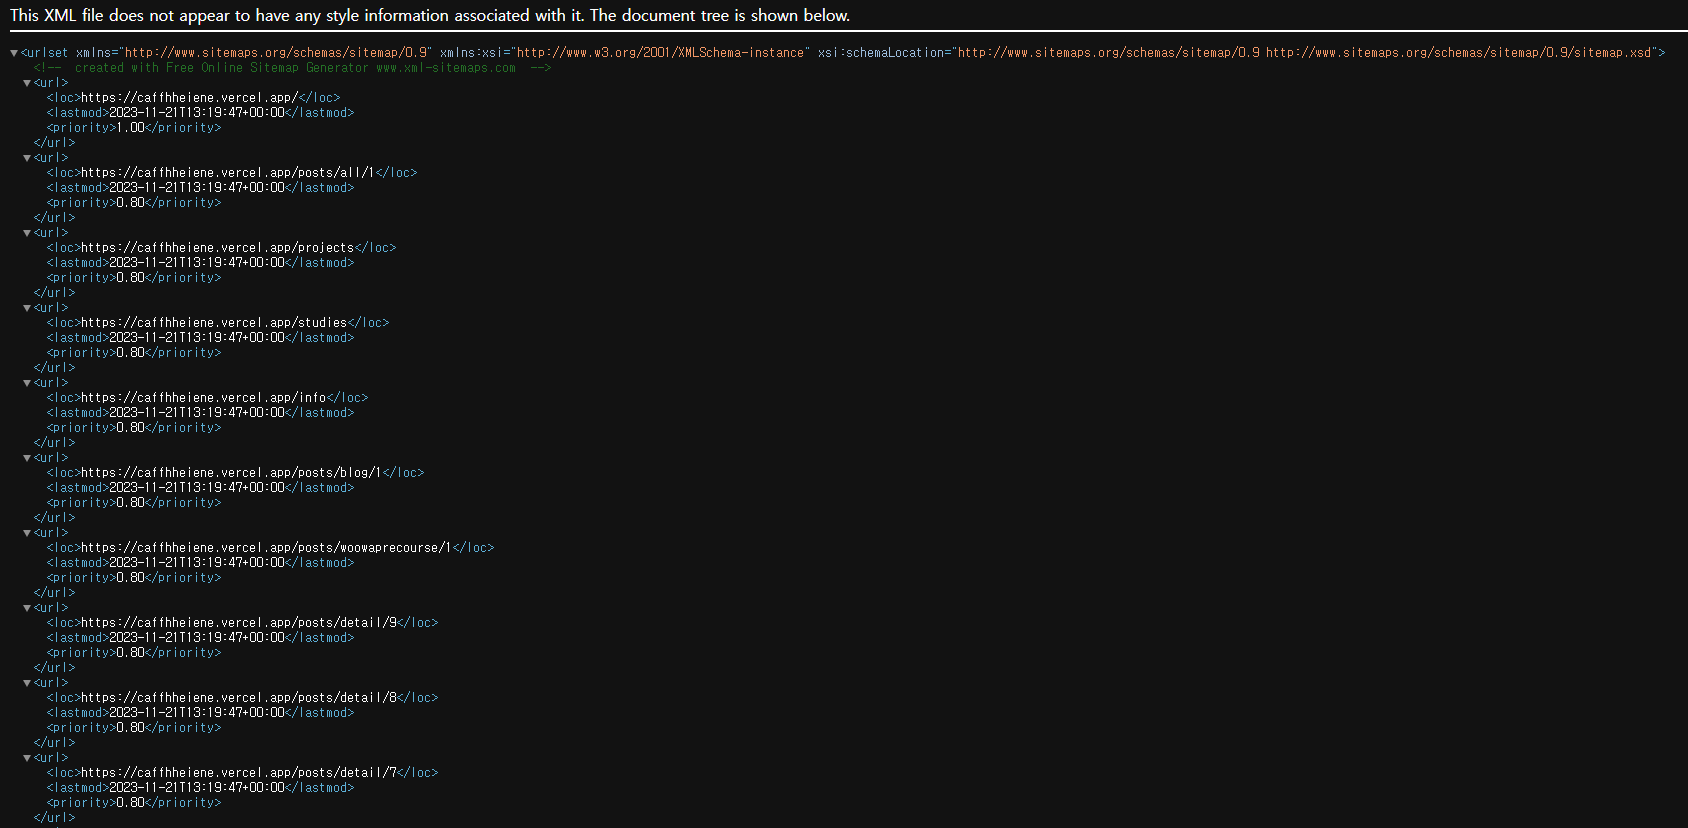 This XML file does not appear to have any style information associated with it. The document tree is shown below.
▼<urlset xmlns="http://www.sitemaps.org/schemas/sitemap/0.9" xmlns:xsi="http://www.w3.org/2001/XMLSchema-instance" xsi:schemaLocation="http://www.sitemaps.org/schemas/sitemap/0.9 http://www.sitemaps.org/schemas/sitemap/0.9/sitemap.xsd">
<!-- created with Free Online Sitemap Generator www.xml-sitemaps.com -->
▼<url>
<loc>https://caffhheiene.vercel.app/</loc>
<lastmod>2023-11-21T13:19:47+00:00</lastmod>
<priority>1.00</priority>
</url>
▼<url>
<loc>https://caffhheiene.vercel.app/posts/all/1</loc>
<lastmod>2023-11-21T13:19:47+00:00</lastmod>
<priority>0.80</priority>
</url>
▼<url>
<loc>https://caffhheiene.vercel.app/projects</loc>
<lastmod>2023-11-21T13:19:47+00:00</lastmod>
<priority>0.80</priority>
</url>
▼<url>
<loc>https://caffhheiene.vercel.app/studies</loc>
<lastmod>2023-11-21T13:19:47+00:00</lastmod>
<priority>0.80</priority>
</url>
▼<url>
<loc>https://caffhheiene.vercel.app/info</loc>
<lastmod>2023-11-21T13:19:47+00:00</lastmod>
<priority>0.80</priority>
</url>
▼<url>
<loc>https://caffhheiene.vercel.app/posts/blog/1</loc>
<lastmod>2023-11-21T13:19:47+00:00</lastmod>
<priority>0.80</priority>
</url>
▼<url>
<loc>https://caffhheiene.vercel.app/posts/woowaprecourse/1</loc>
<lastmod>2023-11-21T13:19:47+00:00</lastmod>
<priority>0.80</priority>
</url>
▼<url>
<loc>https://caffhheiene.vercel.app/posts/detail/9</loc>
<lastmod>2023-11-21T13:19:47+00:00</lastmod>
<priority>0.80</priority>
</url>
▼<url>
<loc>https://caffhheiene.vercel.app/posts/detail/8</loc>
<lastmod>2023-11-21T13:19:47+00:00</lastmod>
<priority>0.80</priority>
</url>
▼<url>
<loc>https://caffhheiene.vercel.app/posts/detail/7</loc>
<lastmod>2023-11-21T13:19:47+00:00</lastmod>
<priority>0.80</priority>
</url>